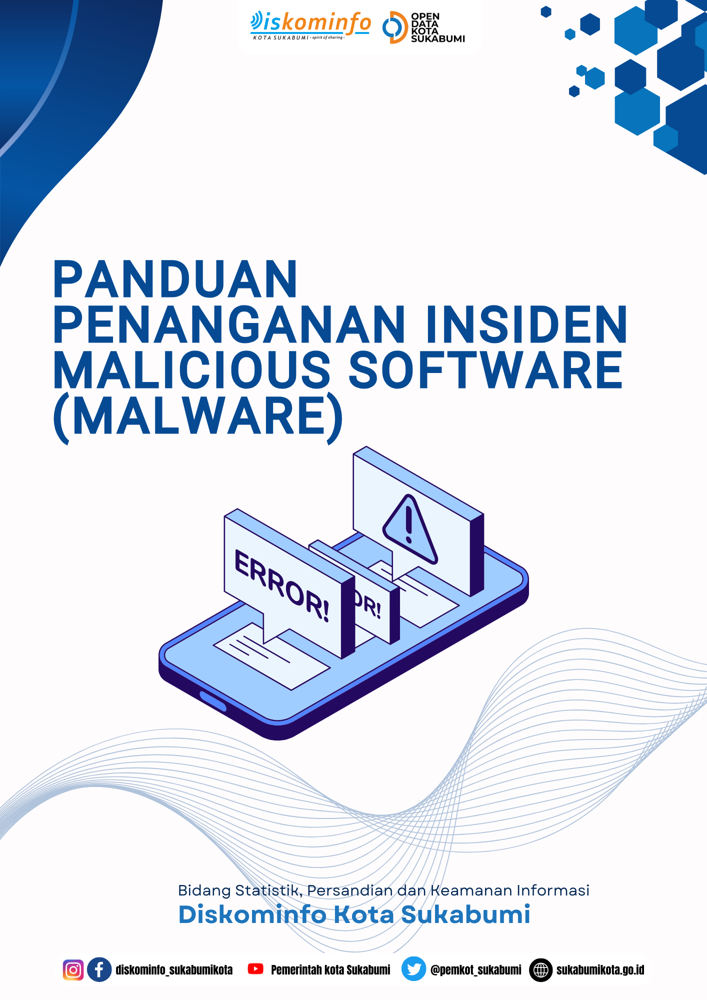 Diskominfo
KOTA SUKABUMI - spirit of sharing -
OPEN
DATA
KOTA
SUKABUMI
PANDUAN
PENANGANAN INSIDEN
MALICIOUS SOFTWARE
(MALWARE)
ERROR!
OR!
!
Bidang Statistik, Persandian dan Keamanan Informasi
Diskominfo Kota Sukabumi
diskominfo_sukabumikota
Pemerintah kota Sukabumi
@pemkot_sukabumi
sukabumikota.go.id